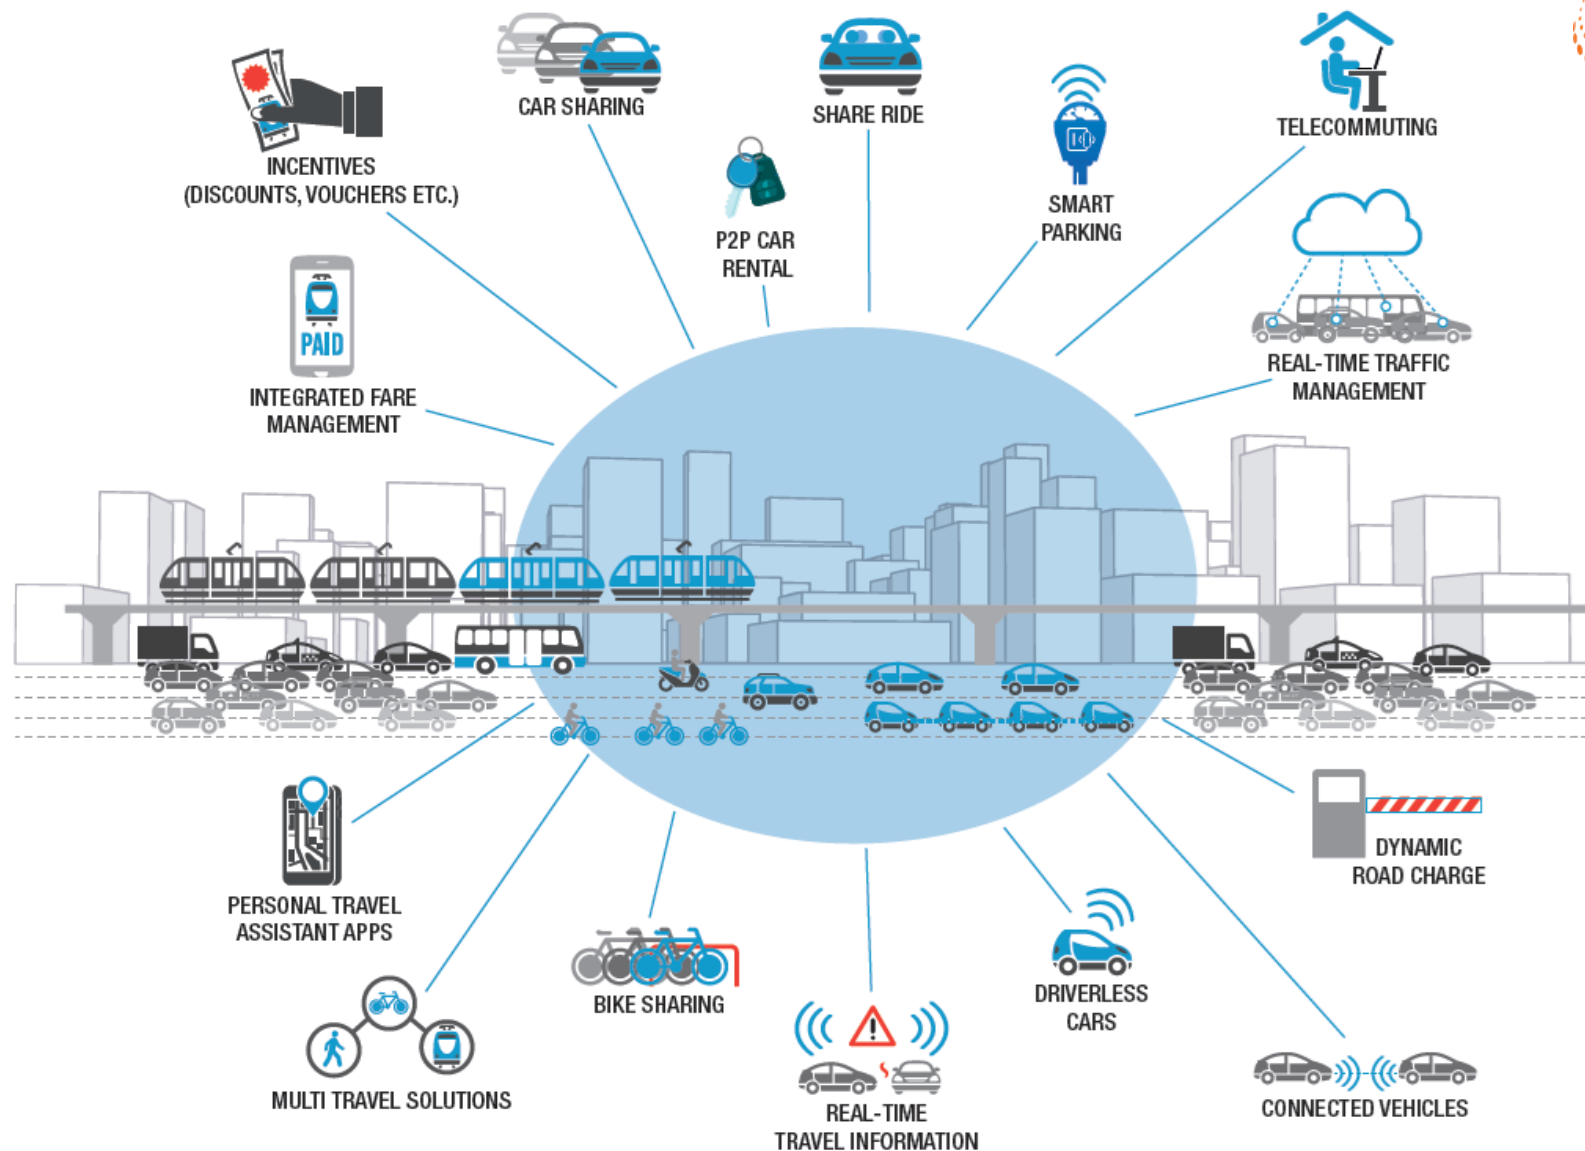 CAR SHARING
SHARE RIDE
TELECOMMUTING
INCENTIVES
(DISCOUNTS, VOUCHERS ETC.)
P2P CAR
RENTAL
SMART
PARKING
PAID
INTEGRATED FARE
MANAGEMENT
REAL-TIME TRAFFIC
MANAGEMENT
PERSONAL TRAVEL
ASSISTANT APPS
DYNAMIC
ROAD CHARGE
MULTI TRAVEL SOLUTIONS
BIKE SHARING
REAL-TIME
TRAVEL INFORMATION
DRIVERLESS
CARS
CONNECTED VEHICLES